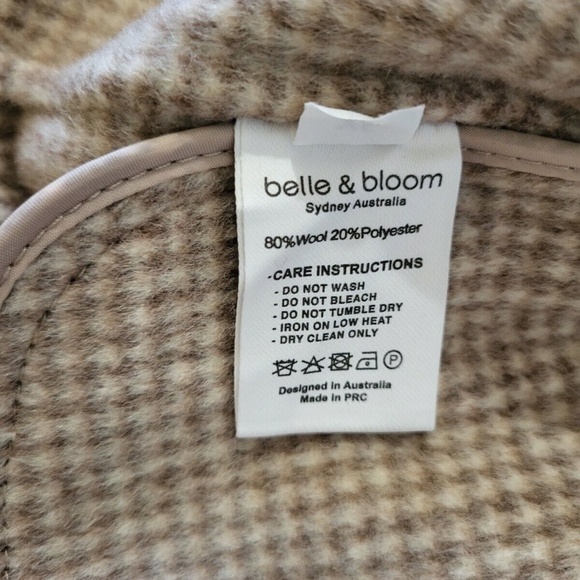 belle & bloom
Sydney Australia
80%Wool 20%Polyester
-CARE INSTRUCTIONS
- DO NOT WASH
- DO NOT BLEACH
- DO NOT TUMBLE DRY
- IRON ON LOW HEAT
- DRY CLEAN ONLY
P
Designed in Australia
Made in PRC